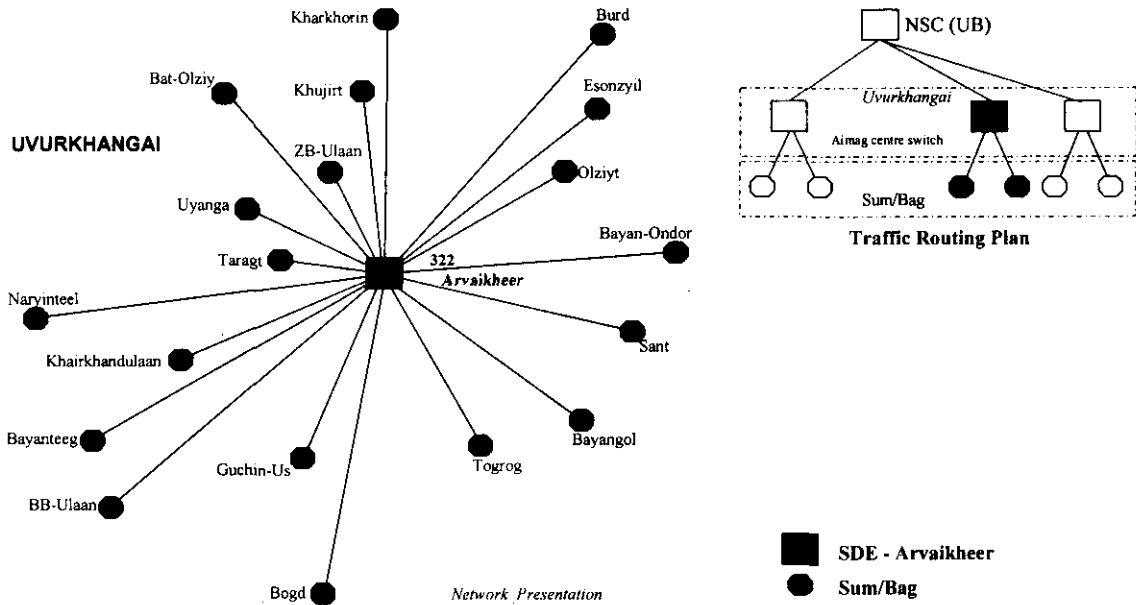 Kharkhorin
Burd
NSC (UB)
Bat-Olziy
Khujirt
Esonzyil
Uvurkhangai
UVURKHANGAI
Aimag centre switch
ZB-Ulaan
Olziyt
Uyanga
Sum/Bag
Traffic Routing Plan
Bayan-Ondor
Taragt
322
Arvaikheer
Naryinteel
Sant
Khairkhandulaan
Bayanteeg
Guchin-Us
Togrog
Bayangol
BB-Ulaan
SDE - Arvaikheer
Bogd
Network Presentation
Sum/Bag